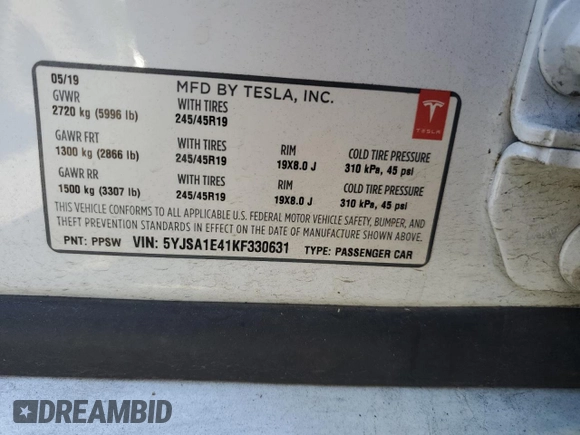 05/19
MFD BY TESLA, INC.
GVWR
2720 kg (5996 lb)
WITH TIRES
245/45R19
TESLA
GAWR FRT
1300 kg (2866 lb)
WITH TIRES
245/45R19
RIM
19X8.0 J
COLD TIRE PRESSURE
310 kPa, 45 psi
GAWR RR
1500 kg (3307 lb)
WITH TIRES
245/45R19
RIM
19X8.0 J
COLD TIRE PRESSURE
310 kPa, 45 psi
THIS VEHICLE CONFORMS TO ALL APPLICABLE U.S. FEDERAL MOTOR VEHICLE SAFETY, BUMPER, AND
THEFT PREVENTION STANDARDS IN EFFECT ON THE DATE OF MANUFACTURE SHOWN ABOVE.
PNT: PPSW VIN: 5YJSA1E41KF330631 TYPE: PASSENGER CAR
DREAMBID